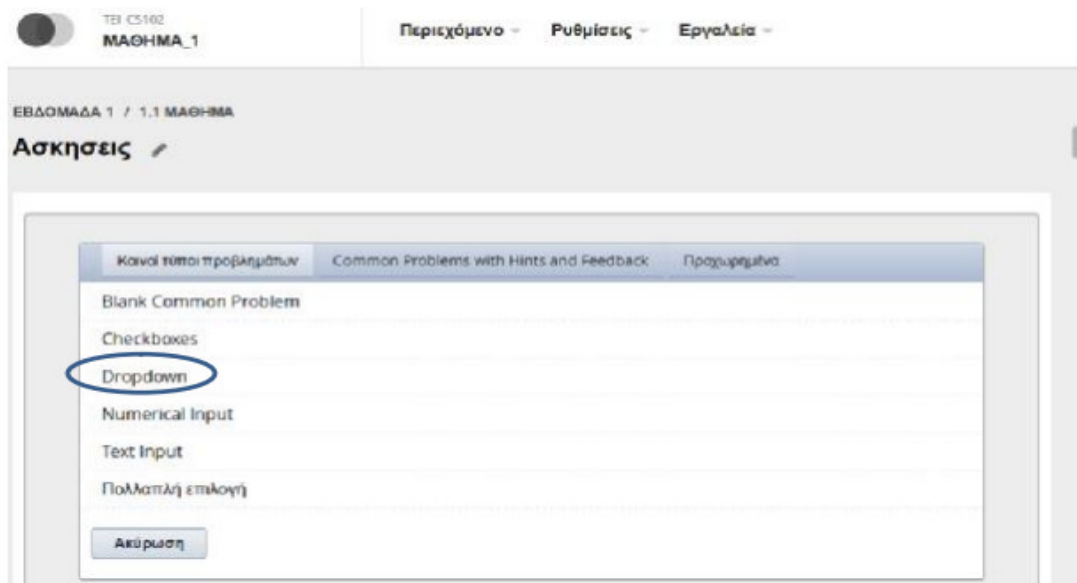 TEI CS102
ΜΑΘΗΜΑ_1
Περιεχόμενο
Ρυθμίσεις
Εργαλεία
ΕΒΔΟΜΑΔΑ 1 / 1.1 ΜΑΘΗΜΑ
Ασκησεις
Κοινοί τύποι προβλημάτων
Common Problems with Hints and Feedback
Προχωρημένα
Blank Common Problem
Checkboxes
Dropdown
Numerical Input
Text Input
Πολλαπλή επιλογή
Ακύρωση